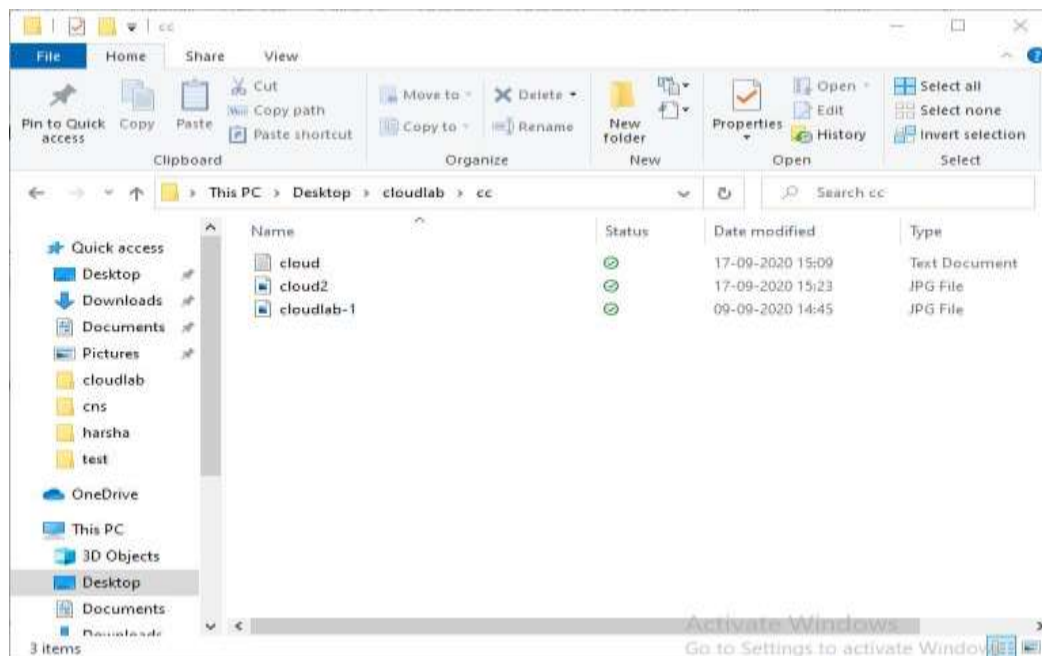 cc
File Home Share View
Pin to Quick access
Copy
Paste
Cut
Copy path
Paste shortcut
Move to
Copy to
Delete
Rename
New folder
Properties
Open
Edit
History
Select all
Select none
Invert selection
Clipboard Organize New Open Select
This PC > Desktop > cloudlab > cc
Search cc
Name Status Date modified Type
cloud 17-09-2020 15:09 Text Document
cloud2 17-09-2020 15:23 JPG File
cloudlab-1 09-09-2020 14:45 JPG File
Quick access
Desktop
Downloads
Documents
Pictures
cloudlab
cns
harsha
test
OneDrive
This PC
3D Objects
Desktop
Documents
Downloads
3 items
Activate Windows
Go to Settings to activate Windows